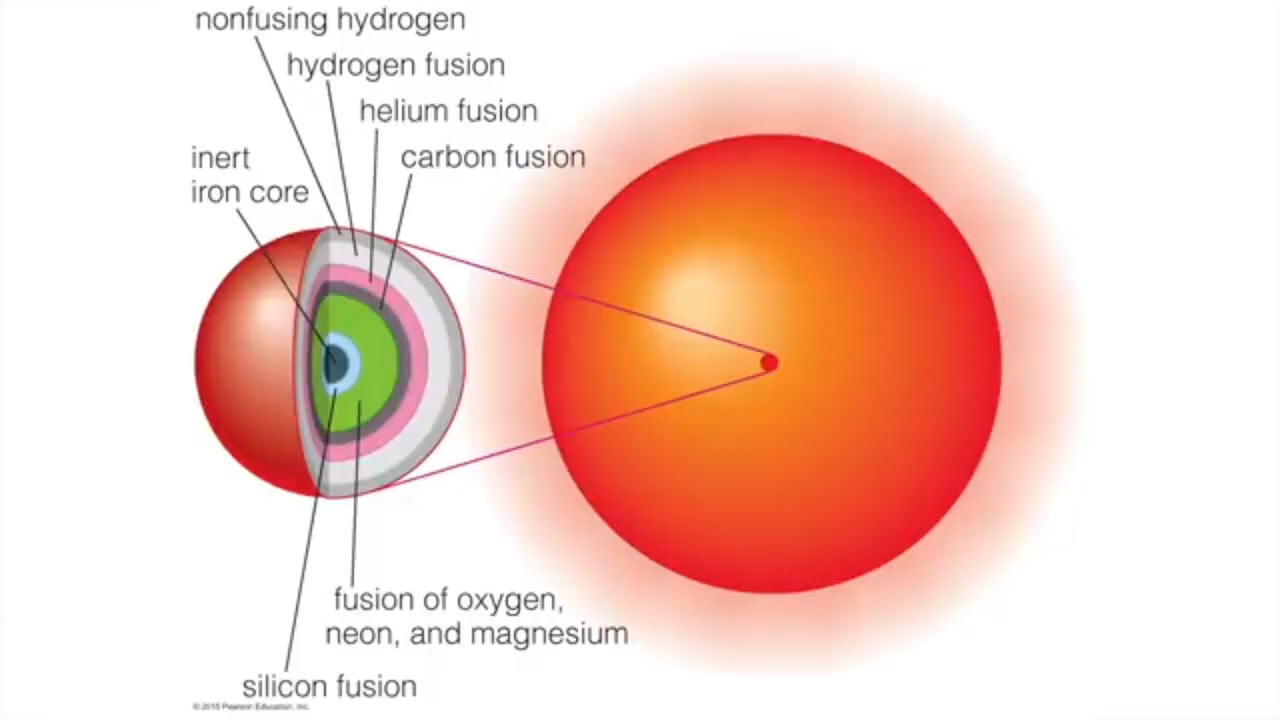 nonfusing hydrogen
hydrogen fusion
helium fusion
carbon fusion
inert
iron core
fusion of oxygen,
neon, and magnesium
silicon fusion
© 2015 Pearson Education, Inc.